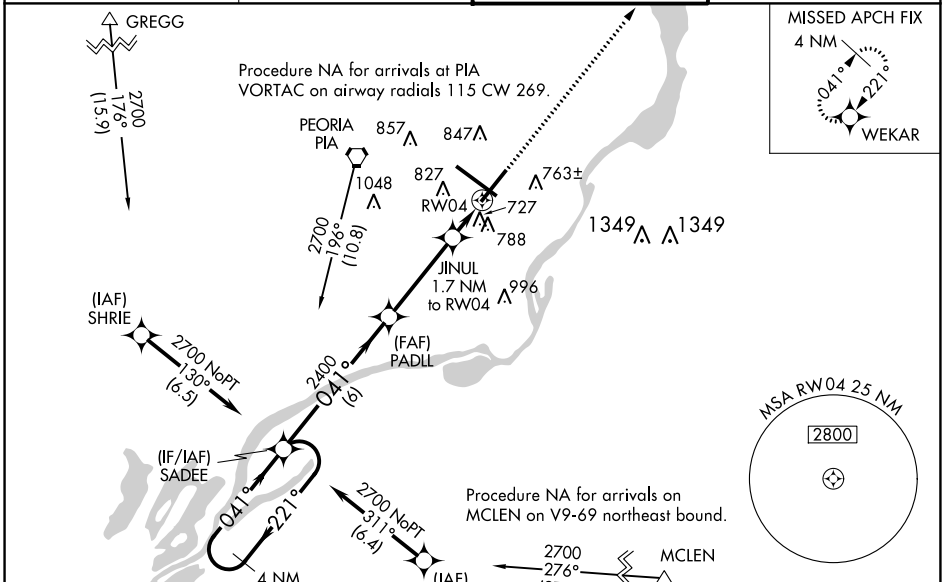 GREGG
2700
176°
(15.9)
Procedure NA for arrivals at PIA
VORTAC on airway radials 115 CW 269.
MISSED APCH FIX
4 NM
041°
221°
WEKAR
PEORIA
PIA
857
847
1048
827
763±
RW04
727
788
1349
1349
2700
196°
(10.8)
JINUL
1.7 NM
to RW04
996
(IAF)
SHRIE
2700 NoPT
130°
(6.5)
(FAF)
PADLL
2400
041°
(6)
MSA RW04 25 NM
2800
(IF/IAF)
SADEE
041°
221°
4 NM
2700 NoPT
311°
(6.4)
(IAF)
Procedure NA for arrivals on
MCLEN on V9-69 northeast bound.
2700
276°
MCLEN